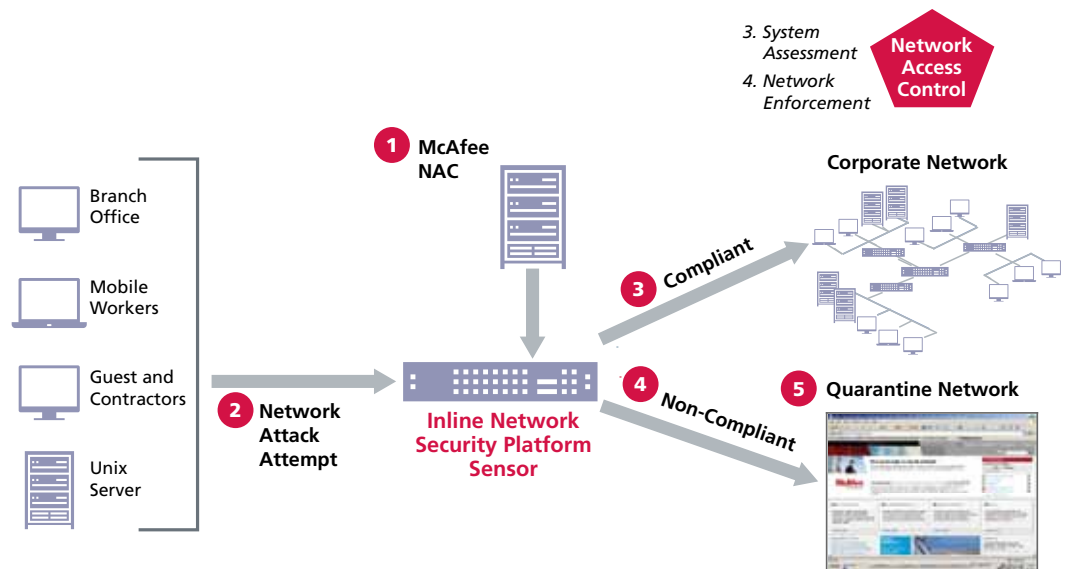 3. System
Assessment
4. Network
Enforcement
Network
Access
Control
1
McAfee
NAC
Corporate Network
Branch
Office
Mobile
Workers
Guest and
Contractors
Unix
Server
2
Network
Attack
Attempt
Inline Network
Security Platform
Sensor
3
Compliant
4
Non-Compliant
5
Quarantine Network
McAfee